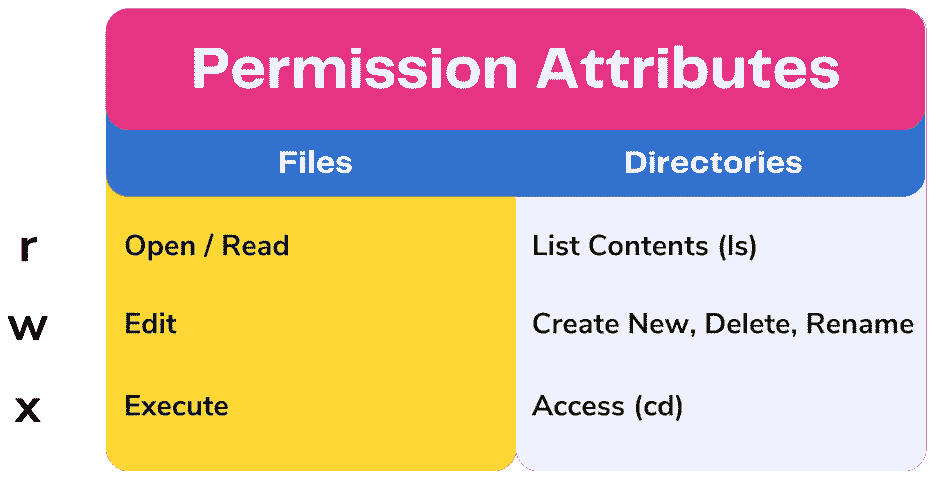 Permission Attributes
Files Directories
r Open / Read List Contents (ls)
w Edit Create New, Delete, Rename
x Execute Access (cd)